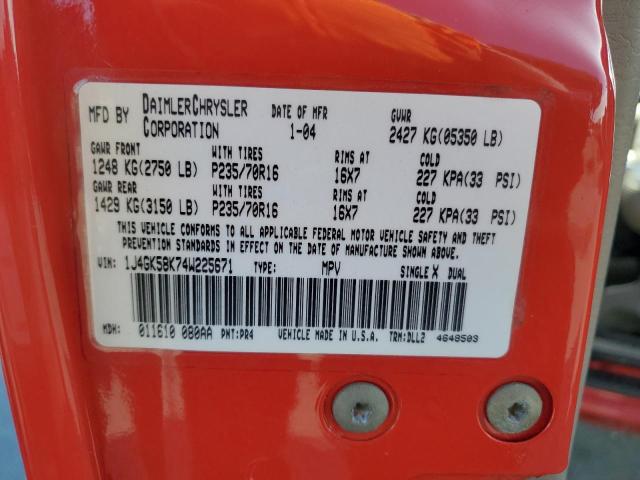 MFD BY DAIMLERCHRYSLER CORPORATION DATE OF MFR 1-04 GVWR 2427 KG(05350 LB)
GAWR FRONT WITH TIRES RIMS AT COLD
1248 KG(2750 LB) P235/70R16 16X7 227 KPA(33 PSI)
GAWR REAR WITH TIRES RIMS AT COLD
1429 KG(3150 LB) P235/70R16 16X7 227 KPA(33 PSI)
THIS VEHICLE CONFORMS TO ALL APPLICABLE FEDERAL MOTOR VEHICLE SAFETY AND THEFT
PREVENTION STANDARDS IN EFFECT ON THE DATE OF MANUFACTURE SHOWN ABOVE.
VIN: 1J4GK58K74W225671 TYPE: MPV SINGLE X DUAL
MDH: 011610 080AA PNT:PR4 VEHICLE MADE IN U.S.A. TRM:DLL2 4648503